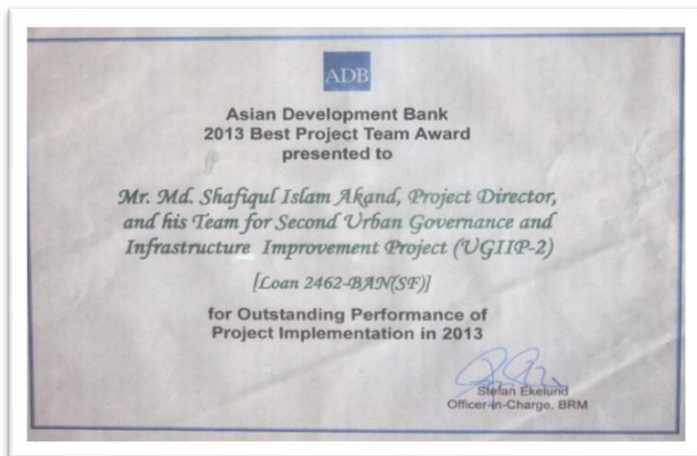 ADB
Asian Development Bank
2013 Best Project Team Award
presented to
Mr. Md. Shafiqul Islam Akand, Project Director,
and his Team for Second Urban Governance and
Infrastructure Improvement Project (UGIIP-2)
[Loan 2462-BAN(SF)]
for Outstanding Performance of
Project Implementation in 2013
Stefan Ekelund
Officer-in-Charge, BRM